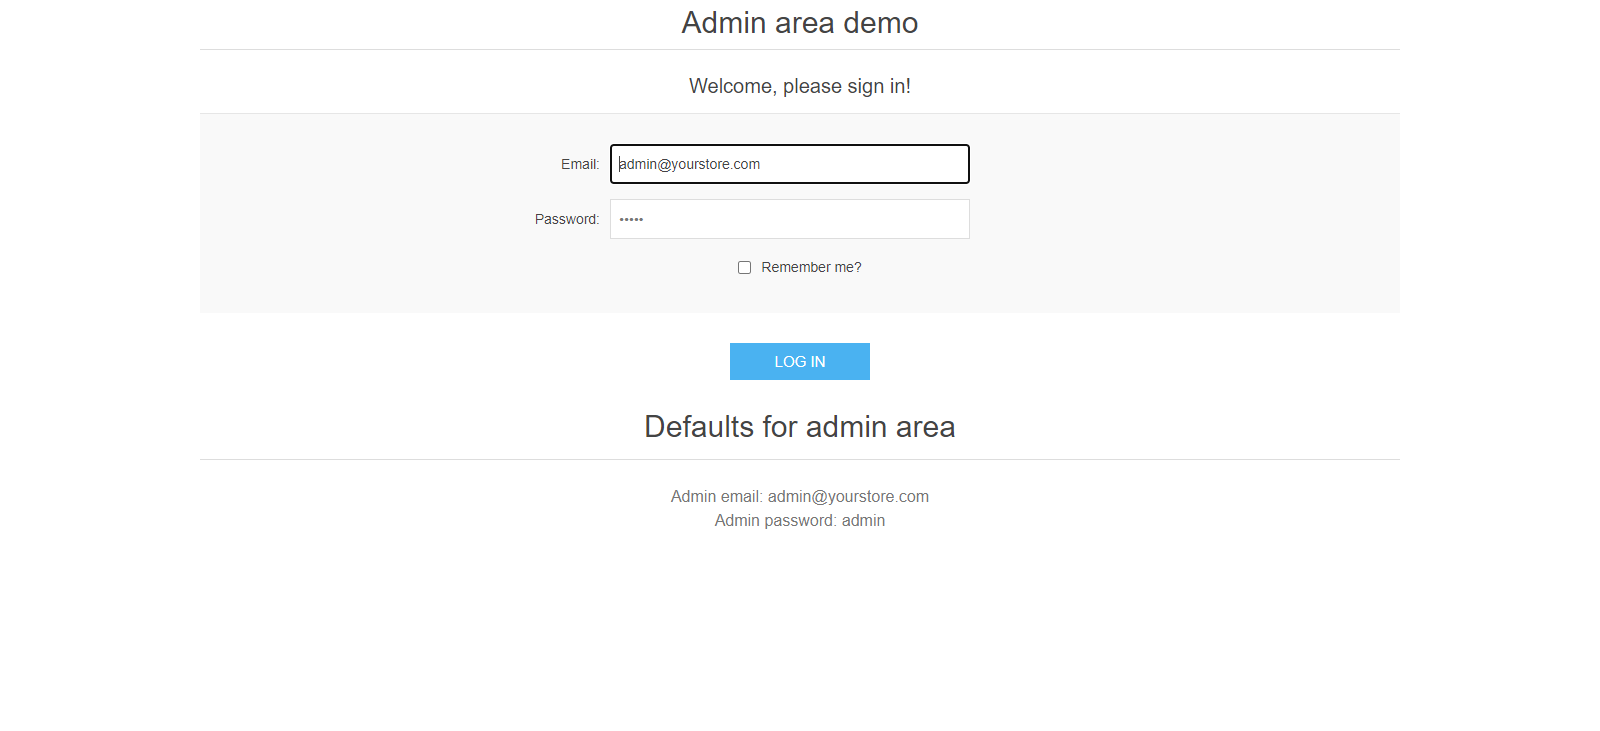 Admin area demo
Welcome, please sign in!
Email: admin@yourstore.com
Password: •••••
Remember me?
LOG IN
Defaults for admin area
Admin email: admin@yourstore.com
Admin password: admin